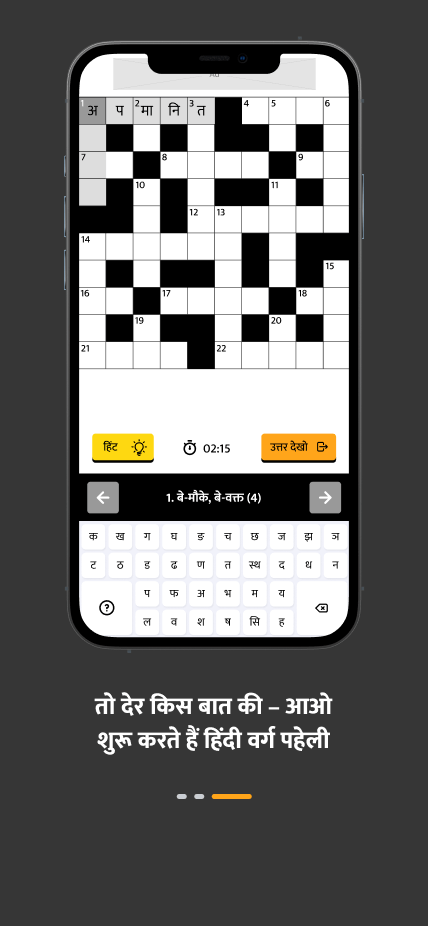 Ad
1 अ प 2 मा नि 3 त 4 5 6
7 8 9
10 11
12 13
14
15
16 17 18
19 20
21 22
हिंट 02:15 उत्तर देखो
1. बे-मौके, बे-वक्त (4)
क ख ग घ ङ च छ ज झ ञ
ट ठ ड ढ ण त स्थ द ध न
प फ अ भ म य
ल व श ष सि ह
तो देर किस बात की – आओ
शुरू करते हैं हिंदी वर्ग पहेली